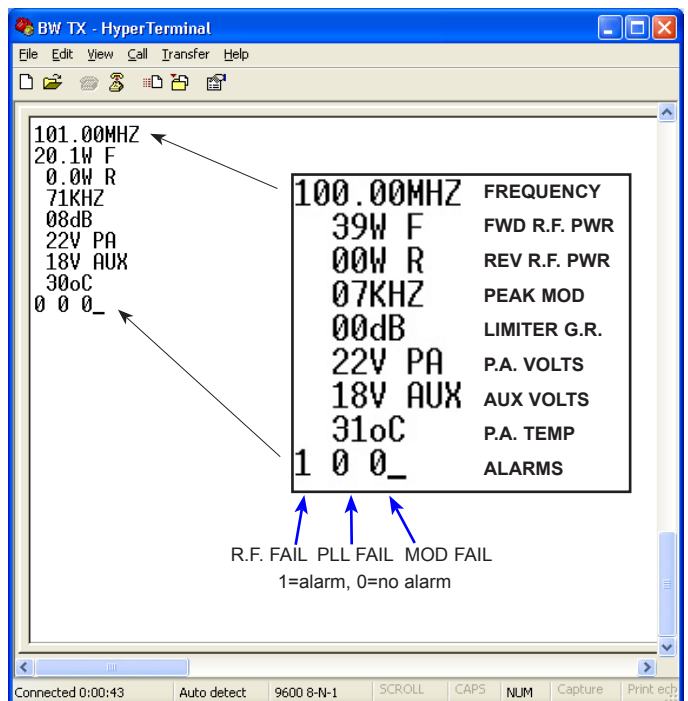 BW TX - HyperTerminal
File Edit View Call Transfer Help
101.00MHZ
20.1W F
0.0W R
71KHZ
08dB
22V PA
18V AUX
30oC
0 0 0_
100.00MHZ FREQUENCY
39W F FWD R.F. PWR
00W R REV R.F. PWR
07KHZ PEAK MOD
00dB LIMITER G.R.
22V PA P.A. VOLTS
18V AUX AUX VOLTS
31oC P.A. TEMP
1 0 0_ ALARMS
R.F. FAIL PLL FAIL MOD FAIL
1=alarm, 0=no alarm
Connected 0:00:43 Auto detect 9600 8-N-1 SCROLL CAPS NUM Capture Print ech